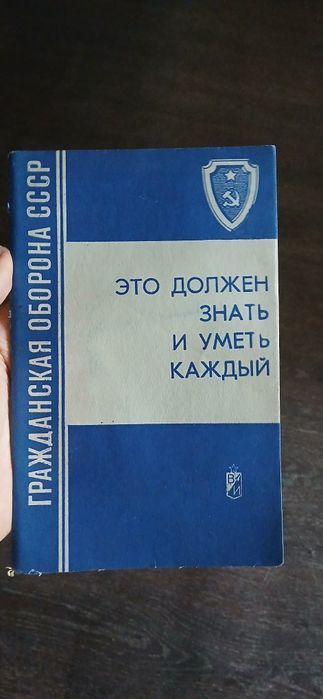 ГРАЖДАНСКАЯ ОБОРОНА СССР
ЭТО ДОЛЖЕН
ЗНАТЬ
И УМЕТЬ
КАЖДЫЙ
В
И